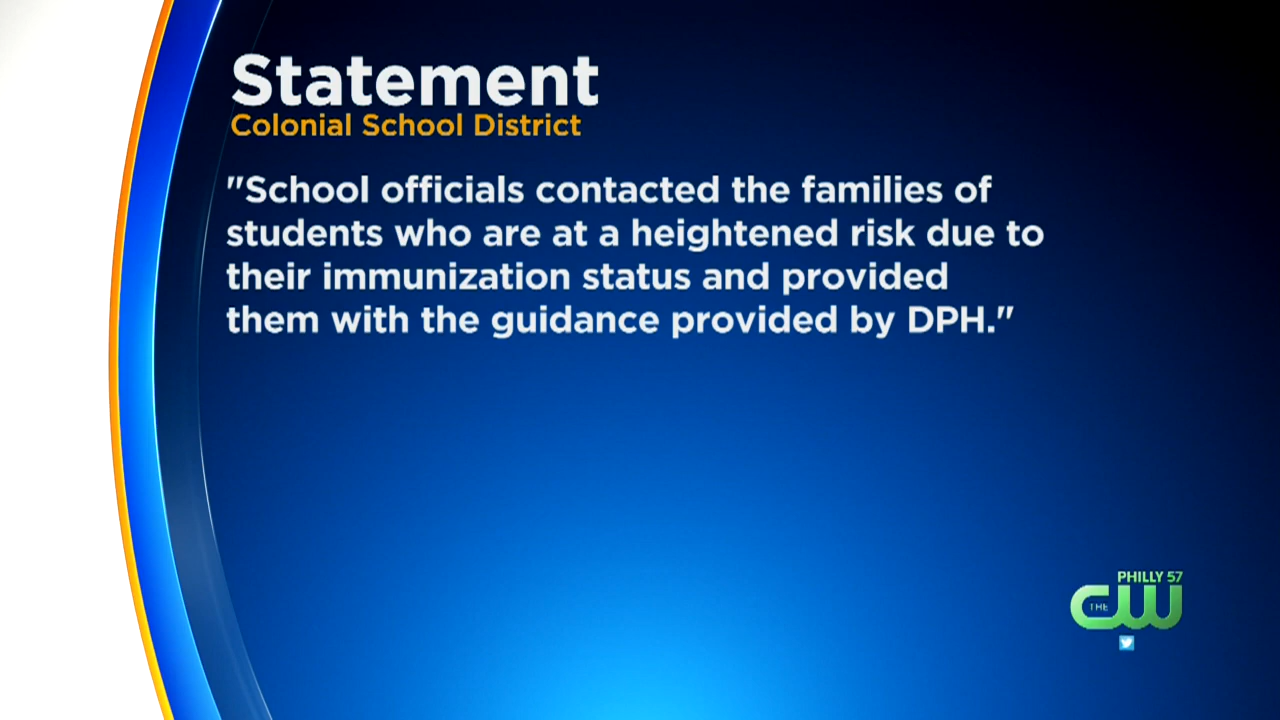 Statement
Colonial School District
"School officials contacted the families of
students who are at a heightened risk due to
their immunization status and provided
them with the guidance provided by DPH."
PHILLY 57
THE
CW